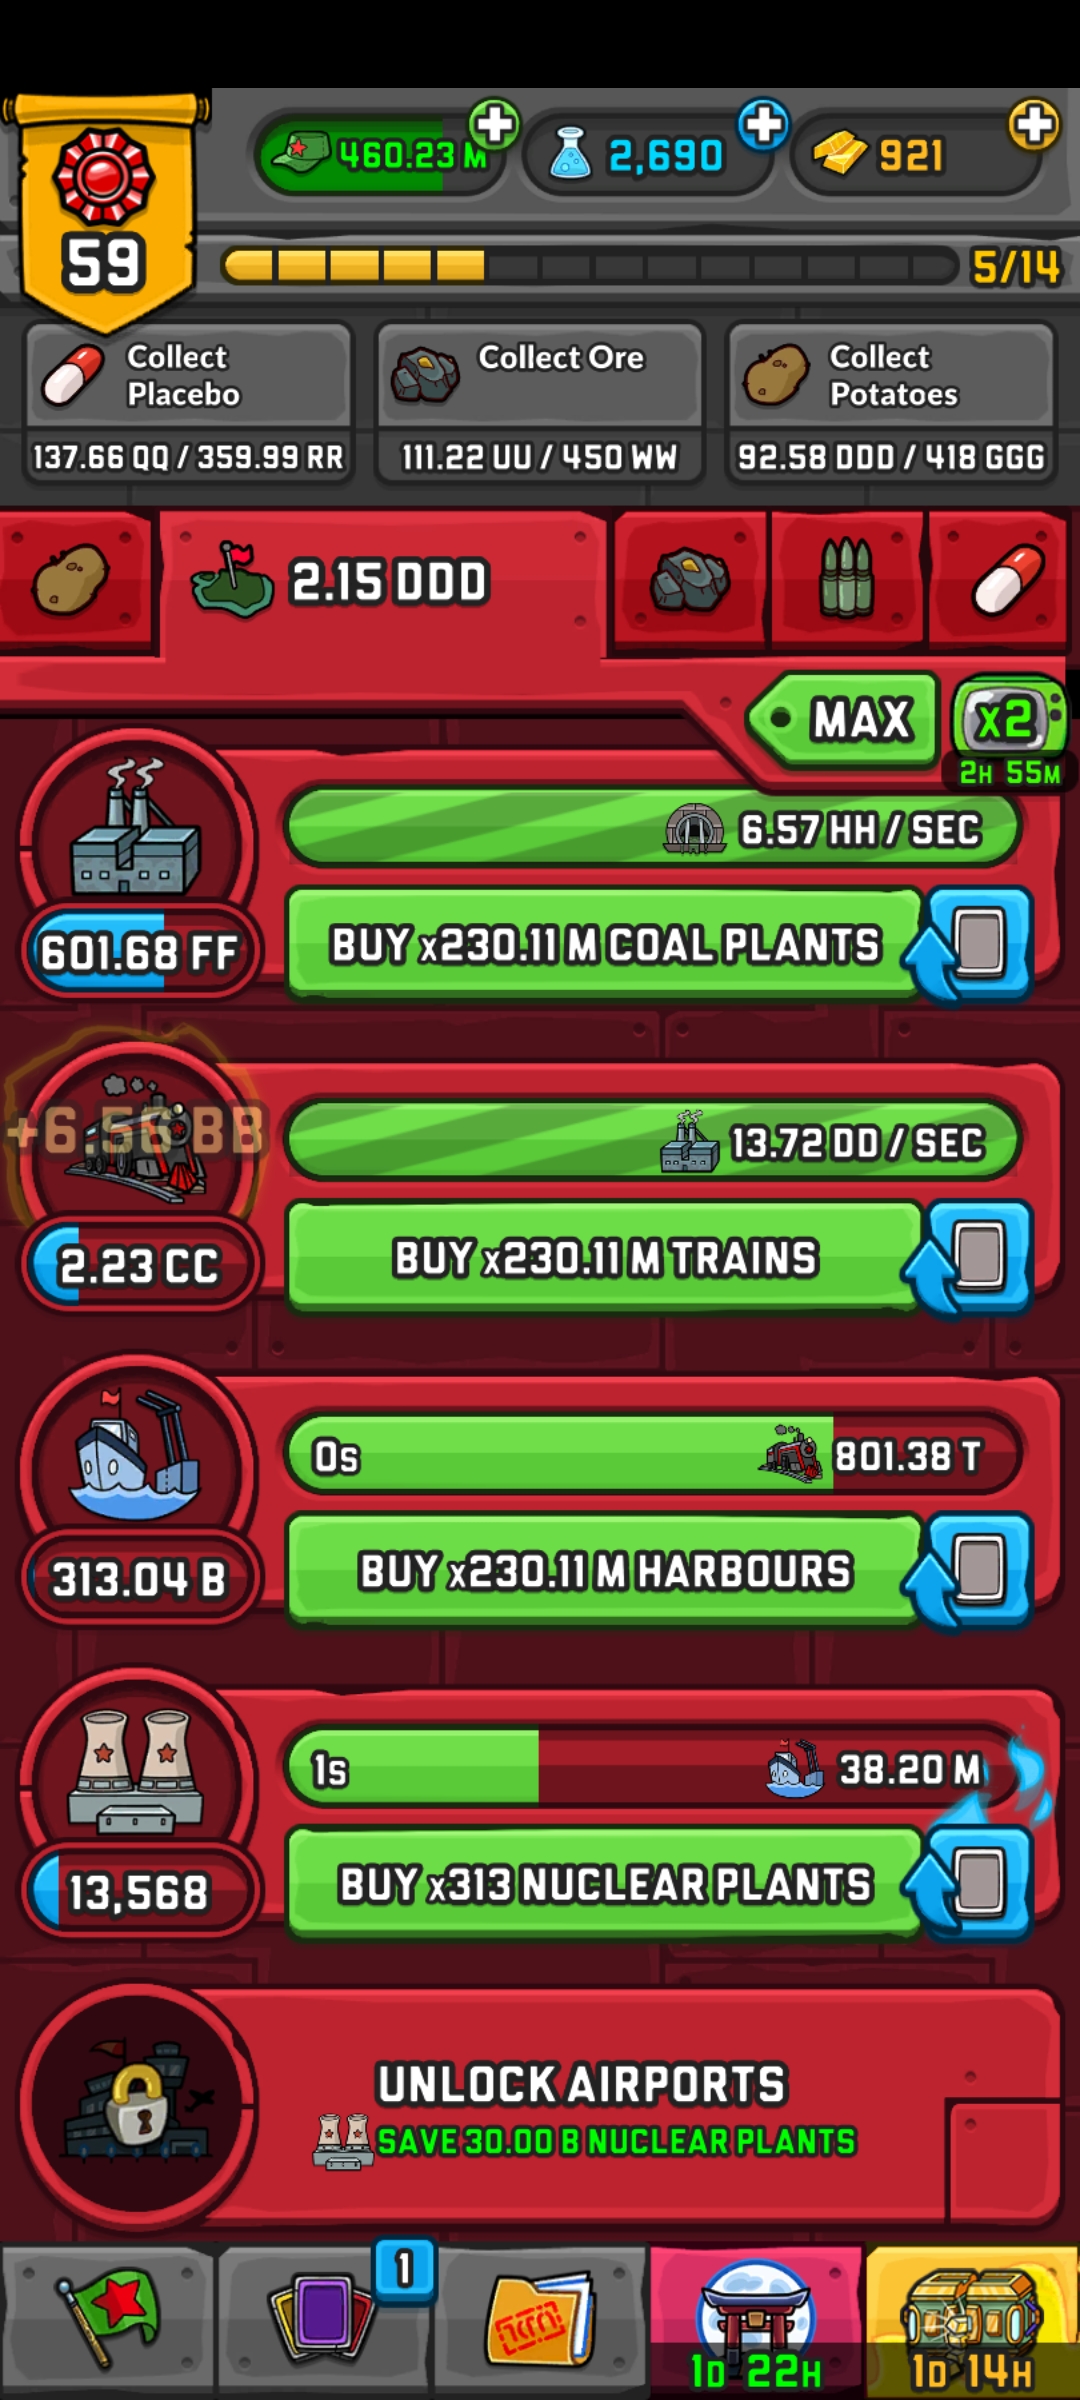 460.23 M
2,690
921
59
5/14
Collect
Placebo
137.66 QQ / 359.99 RR
Collect Ore
111.22 UU / 450 WW
Collect
Potatoes
92.58 DDD / 418 GGG
2.15 DDD
MAX
x2
2H 55M
6.57 HH / SEC
601.68 FF
BUY x230.11 M COAL PLANTS
+6.56 BB
13.72 DD / SEC
2.23 CC
BUY x230.11 M TRAINS
0s
801.38 T
313.04 B
BUY x230.11 M HARBOURS
1s
38.20 M
13,568
BUY x313 NUCLEAR PLANTS
UNLOCK AIRPORTS
SAVE 30.00 B NUCLEAR PLANTS
1
1D 22H
1D 14H